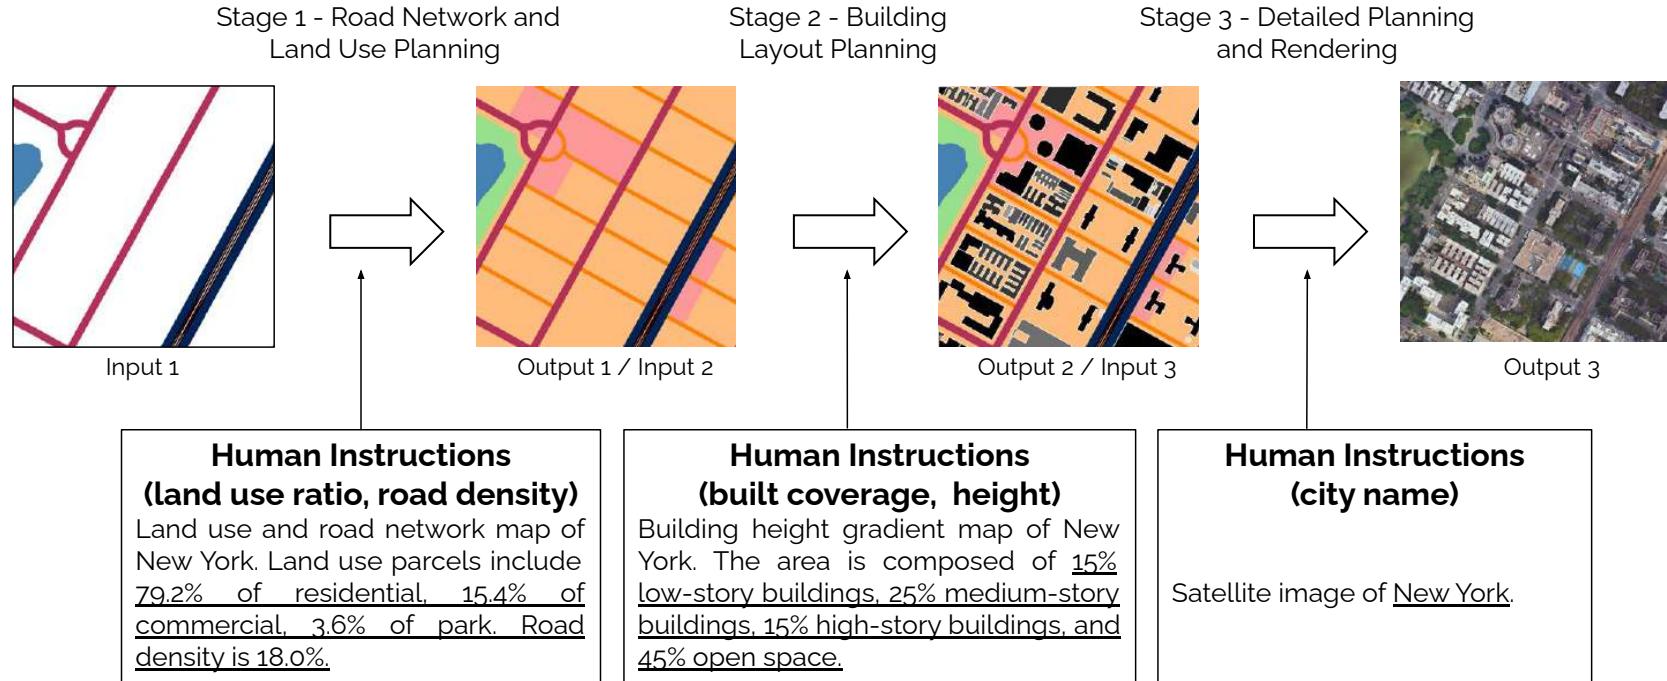 Stage 1 - Road Network and
Land Use Planning
Stage 2 - Building
Layout Planning
Stage 3 - Detailed Planning
and Rendering
Input 1
Output 1 / Input 2
Output 2 / Input 3
Output 3
Human Instructions
(land use ratio, road density)
Land use and road network map of
New York. Land use parcels include
79.2% of residential, 15.4% of
commercial, 3.6% of park. Road
density is 18.0%.
Human Instructions
(built coverage, height)
Building height gradient map of New
York. The area is composed of 15%
low-story buildings, 25% medium-story
buildings, 15% high-story buildings, and
45% open space.
Human Instructions
(city name)
Satellite image of New York.